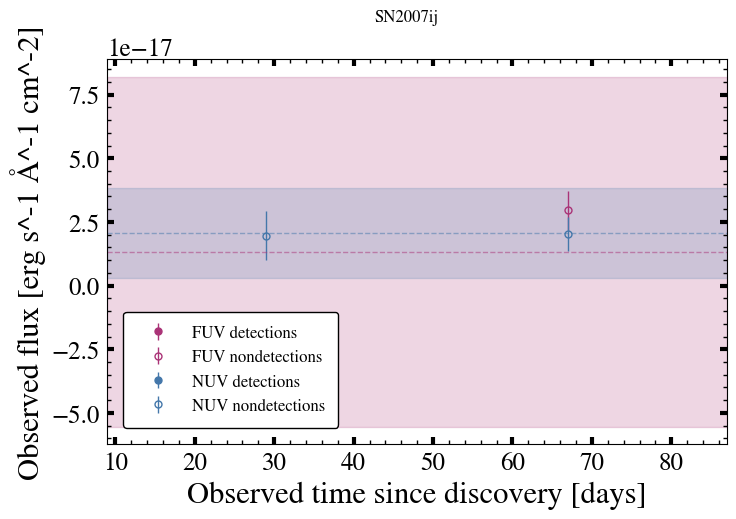 SN2007ij
1e−17
Observed flux [erg s^-1 Å^-1 cm^-2]
7.5
5.0
2.5
0.0
−2.5
−5.0
FUV detections
FUV nondetections
NUV detections
NUV nondetections
10 20 30 40 50 60 70 80
Observed time since discovery [days]